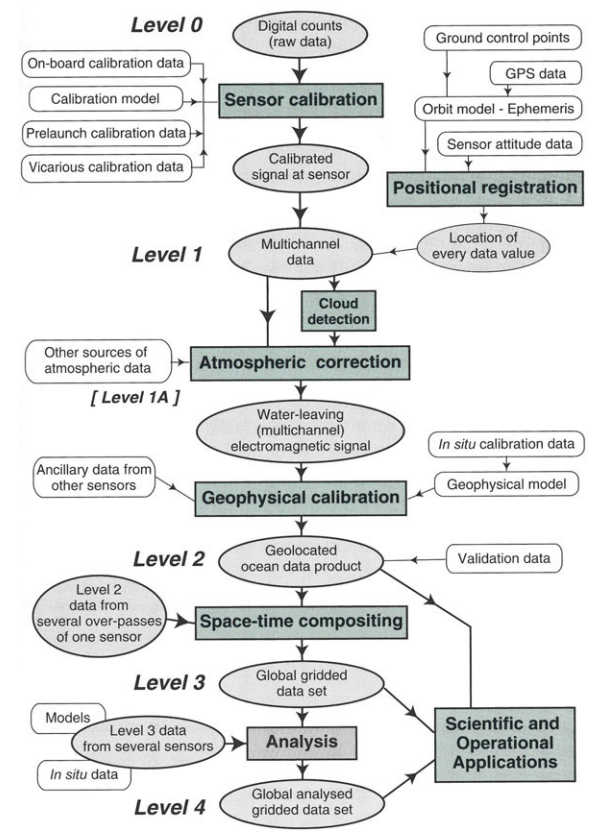 Level 0
Digital counts
(raw data)
Ground control points
On-board calibration data
GPS data
Calibration model
Sensor calibration
Orbit model - Ephemeris
Prelaunch calibration data
Sensor attitude data
Vicarious calibration data
Calibrated
signal at sensor
Positional registration
Level 1
Multichannel
data
Location of
every data value
Cloud
detection
Other sources of
atmospheric data
Atmospheric correction
[ Level 1A ]
Water-leaving
(multichannel)
electromagnetic signal
In situ calibration data
Ancillary data from
other sensors
Geophysical model
Geophysical calibration
Level 2
Geolocated
ocean data product
Validation data
Level 2
data from
several over-passes
of one sensor
Space-time compositing
Level 3
Global gridded
data set
Models
Level 3 data
from several sensors
In situ data
Analysis
Scientific and
Operational
Applications
Level 4
Global analysed
gridded data set